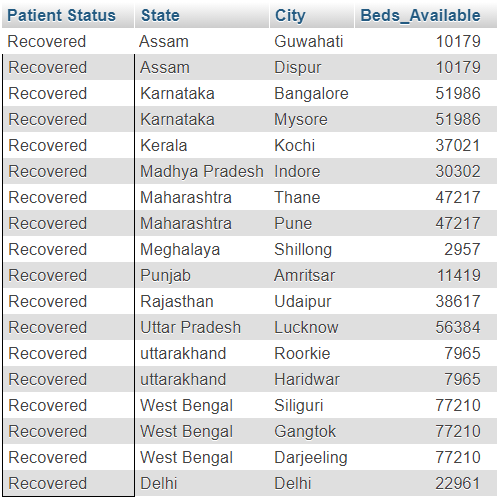 Patient Status State City Beds_Available
Recovered Assam Guwahati 10179
Recovered Assam Dispur 10179
Recovered Karnataka Bangalore 51986
Recovered Karnataka Mysore 51986
Recovered Kerala Kochi 37021
Recovered Madhya Pradesh Indore 30302
Recovered Maharashtra Thane 47217
Recovered Maharashtra Pune 47217
Recovered Meghalaya Shillong 2957
Recovered Punjab Amritsar 11419
Recovered Rajasthan Udaipur 38617
Recovered Uttar Pradesh Lucknow 56384
Recovered uttarakhand Roorkie 7965
Recovered uttarakhand Haridwar 7965
Recovered West Bengal Siliguri 77210
Recovered West Bengal Gangtok 77210
Recovered West Bengal Darjeeling 77210
Recovered Delhi Delhi 22961